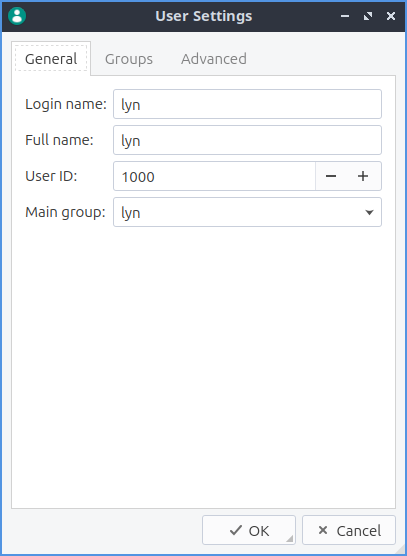 User Settings
General Groups Advanced
Login name: lyn
Full name: lyn
User ID: 1000
Main group: lyn
OK Cancel